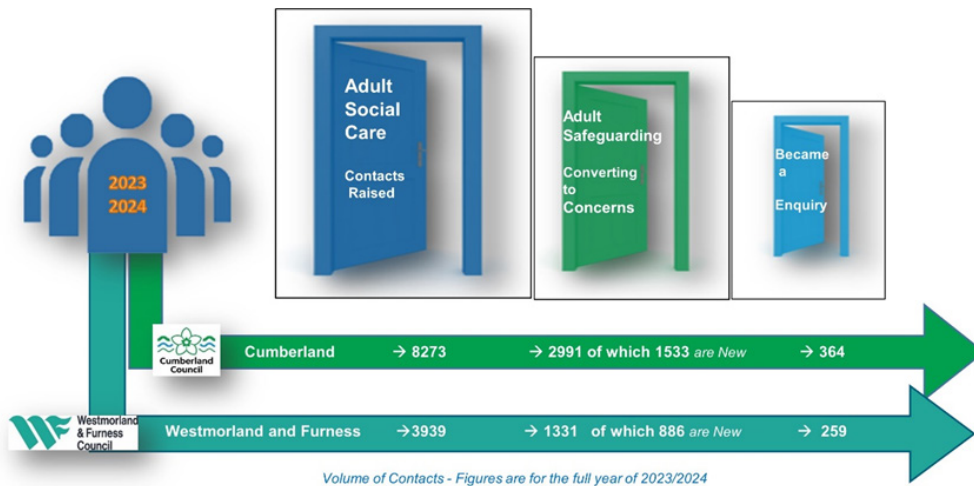 2023
2024
Adult
Social
Care
Contacts
Raised
Adult
Safeguarding
Converting
to
Concerns
Became
a
Enquiry
Cumberland
Council
Cumberland → 8273 → 2991 of which 1533 are New → 364
Westmorland
& Furness
Council
Westmorland and Furness →3939 → 1331 of which 886 are New → 259
Volume of Contacts - Figures are for the full year of 2023/2024